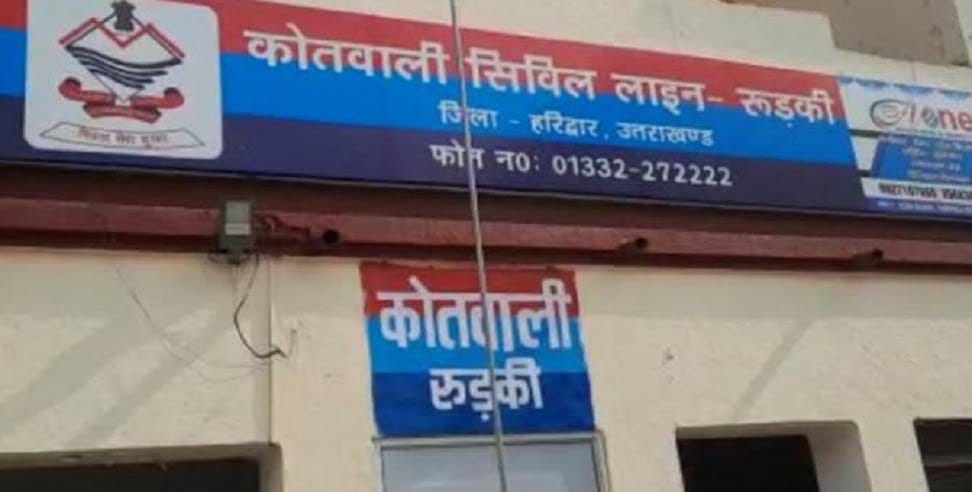 कोतवाली सिविल लाइन- रूड़की
जिला - हरिद्वार, उत्तराखण्ड
फोन न0: 01332-272222
कोतवाली
रुड़की